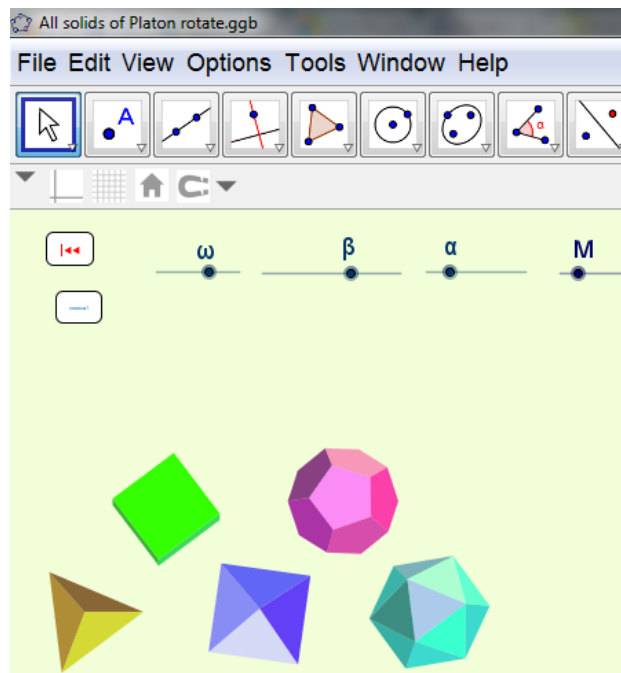 All solids of Platon rotate.ggb
File Edit View Options Tools Window Help
A
α
ω β α M